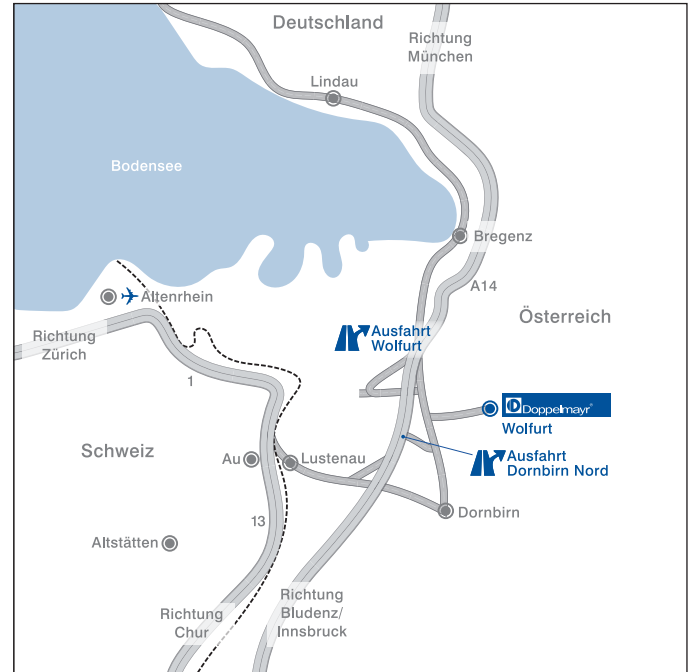 Deutschland
Richtung
München
Lindau
Bodensee
Bregenz
A14
Altenrhein
Österreich
Richtung
Zürich
Ausfahrt
Wolfurt
1
Doppelmayr®
Wolfurt
Schweiz
Au
Lustenau
Ausfahrt
Dornbirn Nord
13
Dornbirn
Altstätten
Richtung
Chur
Richtung
Bludenz/
Innsbruck